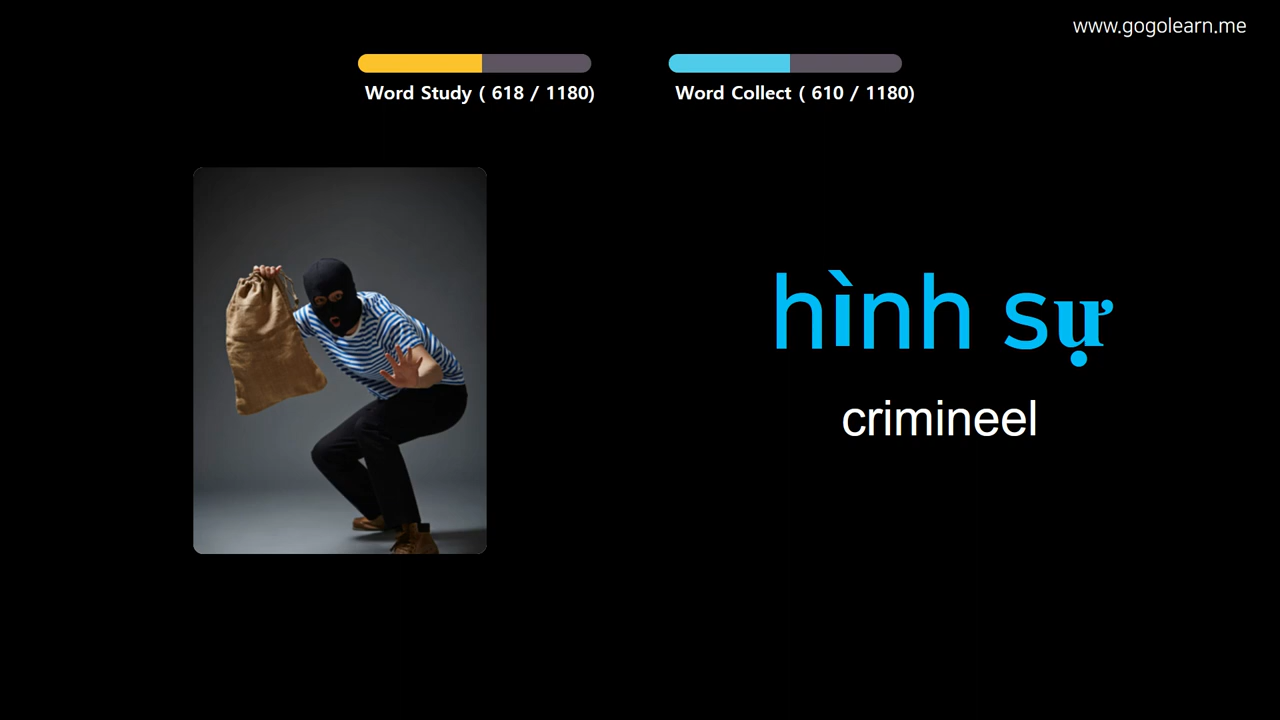 www.gogolearn.me
Word Study ( 618 / 1180)
Word Collect ( 610 / 1180)
hình sự
crimineel